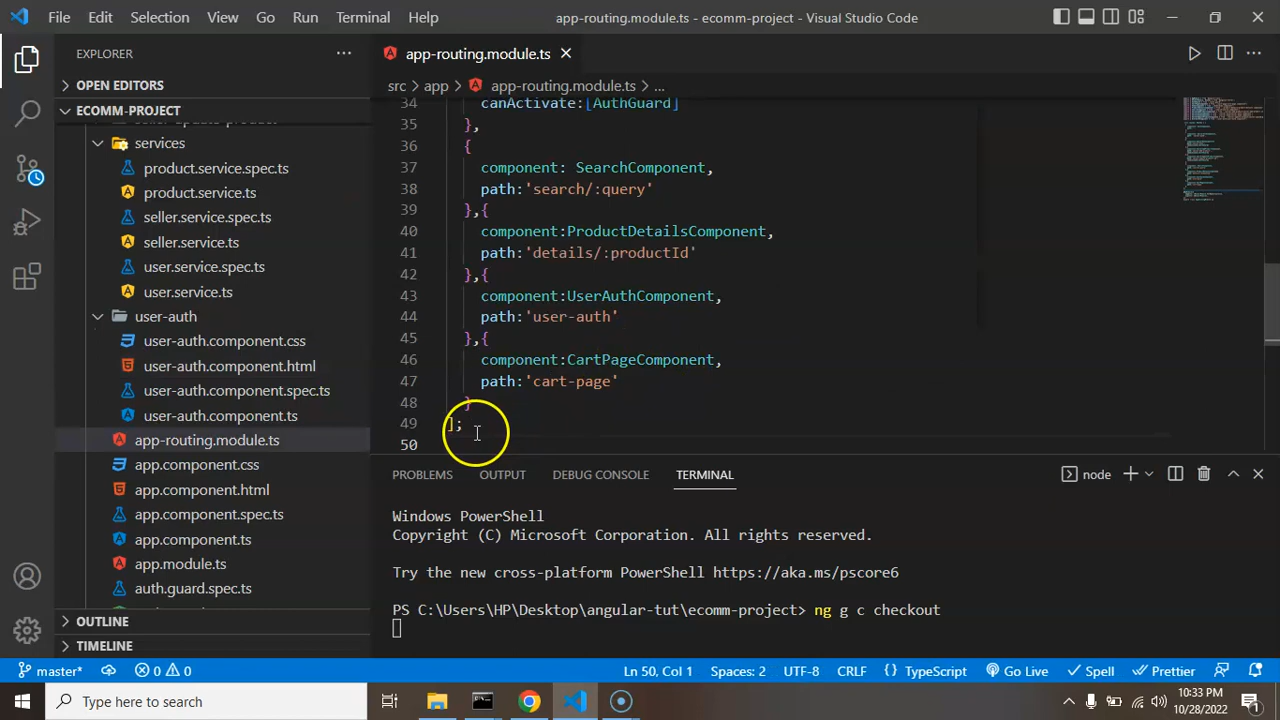 File Edit Selection View Go Run Terminal Help
app-routing.module.ts - ecomm-project - Visual Studio Code
EXPLORER
OPEN EDITORS
ECOMM-PROJECT
seller-update-product
services
product.service.spec.ts
product.service.ts
seller.service.spec.ts
seller.service.ts
user.service.spec.ts
user.service.ts
user-auth
user-auth.component.css
user-auth.component.html
user-auth.component.spec.ts
user-auth.component.ts
app-routing.module.ts
app.component.css
app.component.html
app.component.spec.ts
app.component.ts
app.module.ts
auth.guard.spec.ts
OUTLINE
TIMELINE
app-routing.module.ts
src > app > app-routing.module.ts > ...
34 canActivate:[AuthGuard]
35 },
36 {
37 component: SearchComponent,
38 path:'search/:query'
39 },{
40 component:ProductDetailsComponent,
41 path:'details/:productId'
42 },{
43 component:UserAuthComponent,
44 path:'user-auth'
45 },{
46 component:CartPageComponent,
47 path:'cart-page'
48 }
49 ];
50
PROBLEMS OUTPUT DEBUG CONSOLE TERMINAL
node
Windows PowerShell
Copyright (C) Microsoft Corporation. All rights reserved.
Try the new cross-platform PowerShell https://aka.ms/pscore6
PS C:\Users\HP\Desktop\angular-tut\ecomm-project> ng g c checkout
master* 0 0 Ln 50, Col 1 Spaces: 2 UTF-8 CRLF { } TypeScript Go Live Spell Prettier
Type here to search
10:33 PM
10/28/2022
1